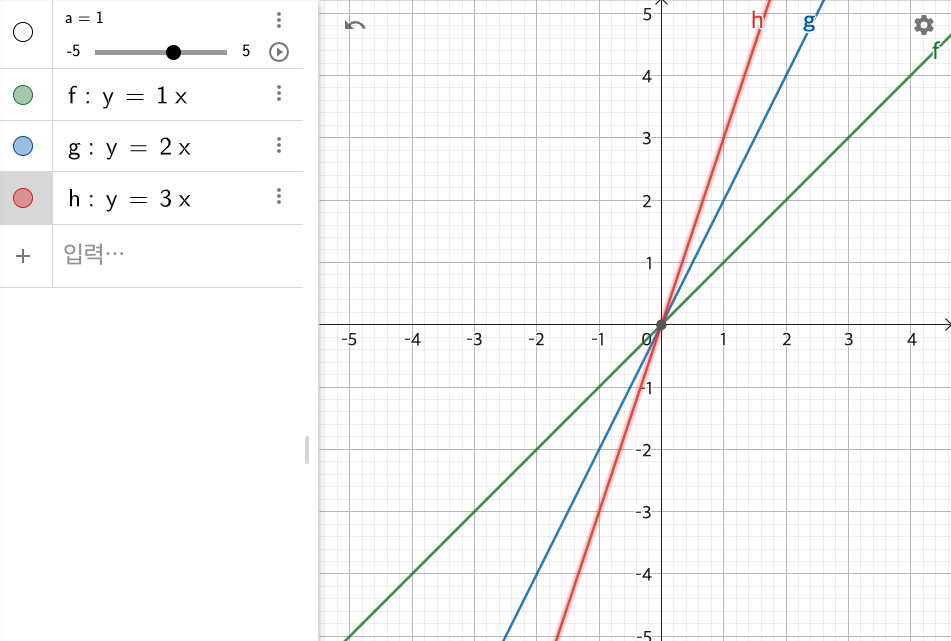 a = 1
-5 5
f : y = 1 x
g : y = 2 x
h : y = 3 x
+ 입력…
h g f
5
4
3
2
1
-5 -4 -3 -2 -1 0 1 2 3 4
-1
-2
-3
-4
-5